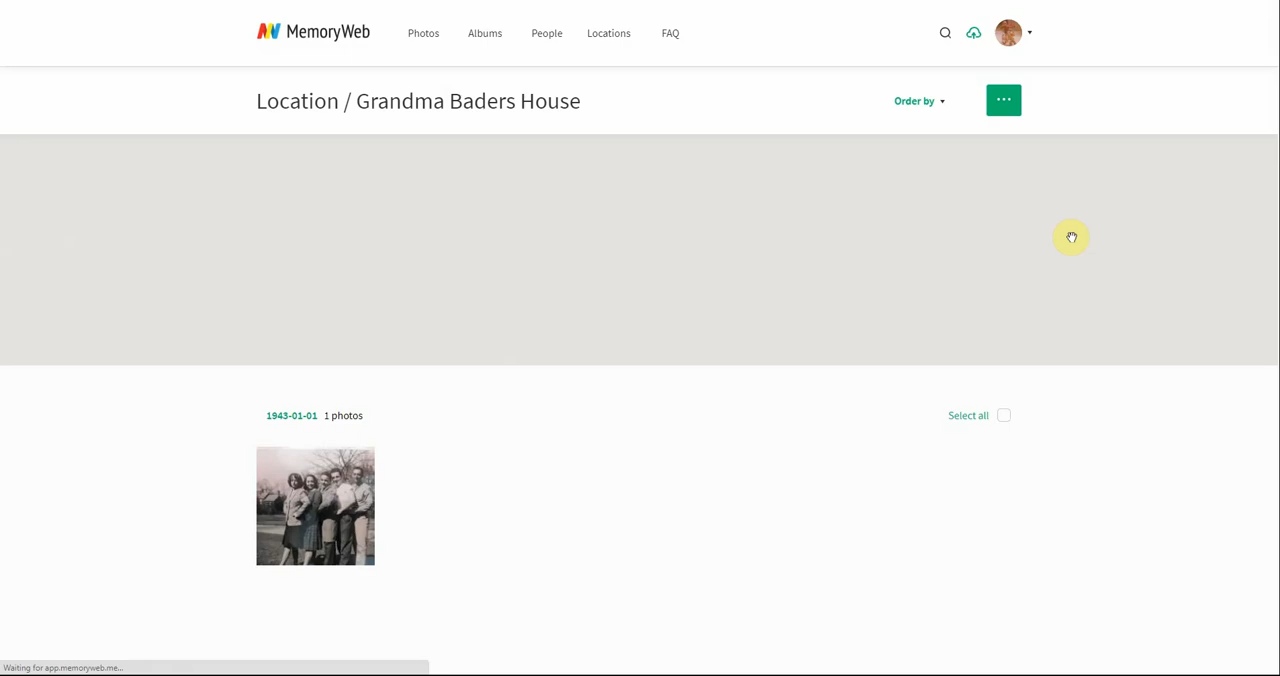 MemoryWeb Photos Albums People Locations FAQ
Location / Grandma Baders House Order by
1943-01-01 1 photos Select all
Waiting for app.memoryweb.me...